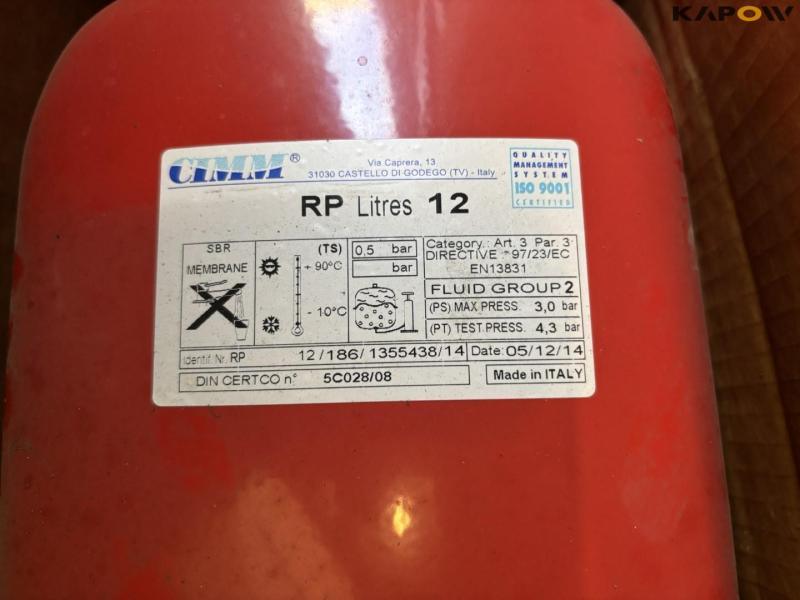 KAPOW
CIMM®
Via Caprera, 13
31030 CASTELLO DI GODEGO (TV) - Italy
QUALITY
MANAGEMENT
SYSTEM
ISO 9001
CERTIFIED
RP Litres 12
SBR
MEMBRANE
(TS)
+ 90°C
- 10°C
0,5 bar
bar
Category.: Art. 3 Par. 3
DIRECTIVE : 97/23/EC
EN13831
FLUID GROUP 2
(PS) MAX PRESS. 3,0 bar
(PT) TEST PRESS. 4,3 bar
Identif. Nr. RP 12/186/1355438/14 Date: 05/12/14
DIN CERTCO n° 5C028/08 Made in ITALY